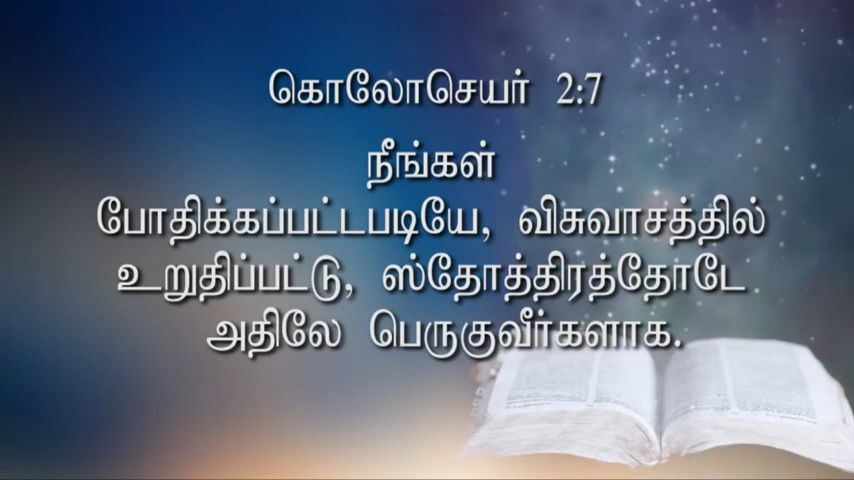 கொலோசெயர் 2:7
நீங்கள்
போதிக்கப்பட்டபடியே, விசுவாசத்தில்
உறுதிப்பட்டு, ஸ்தோத்திரத்தோடே
அதிலே பெருகுவீர்களாக.